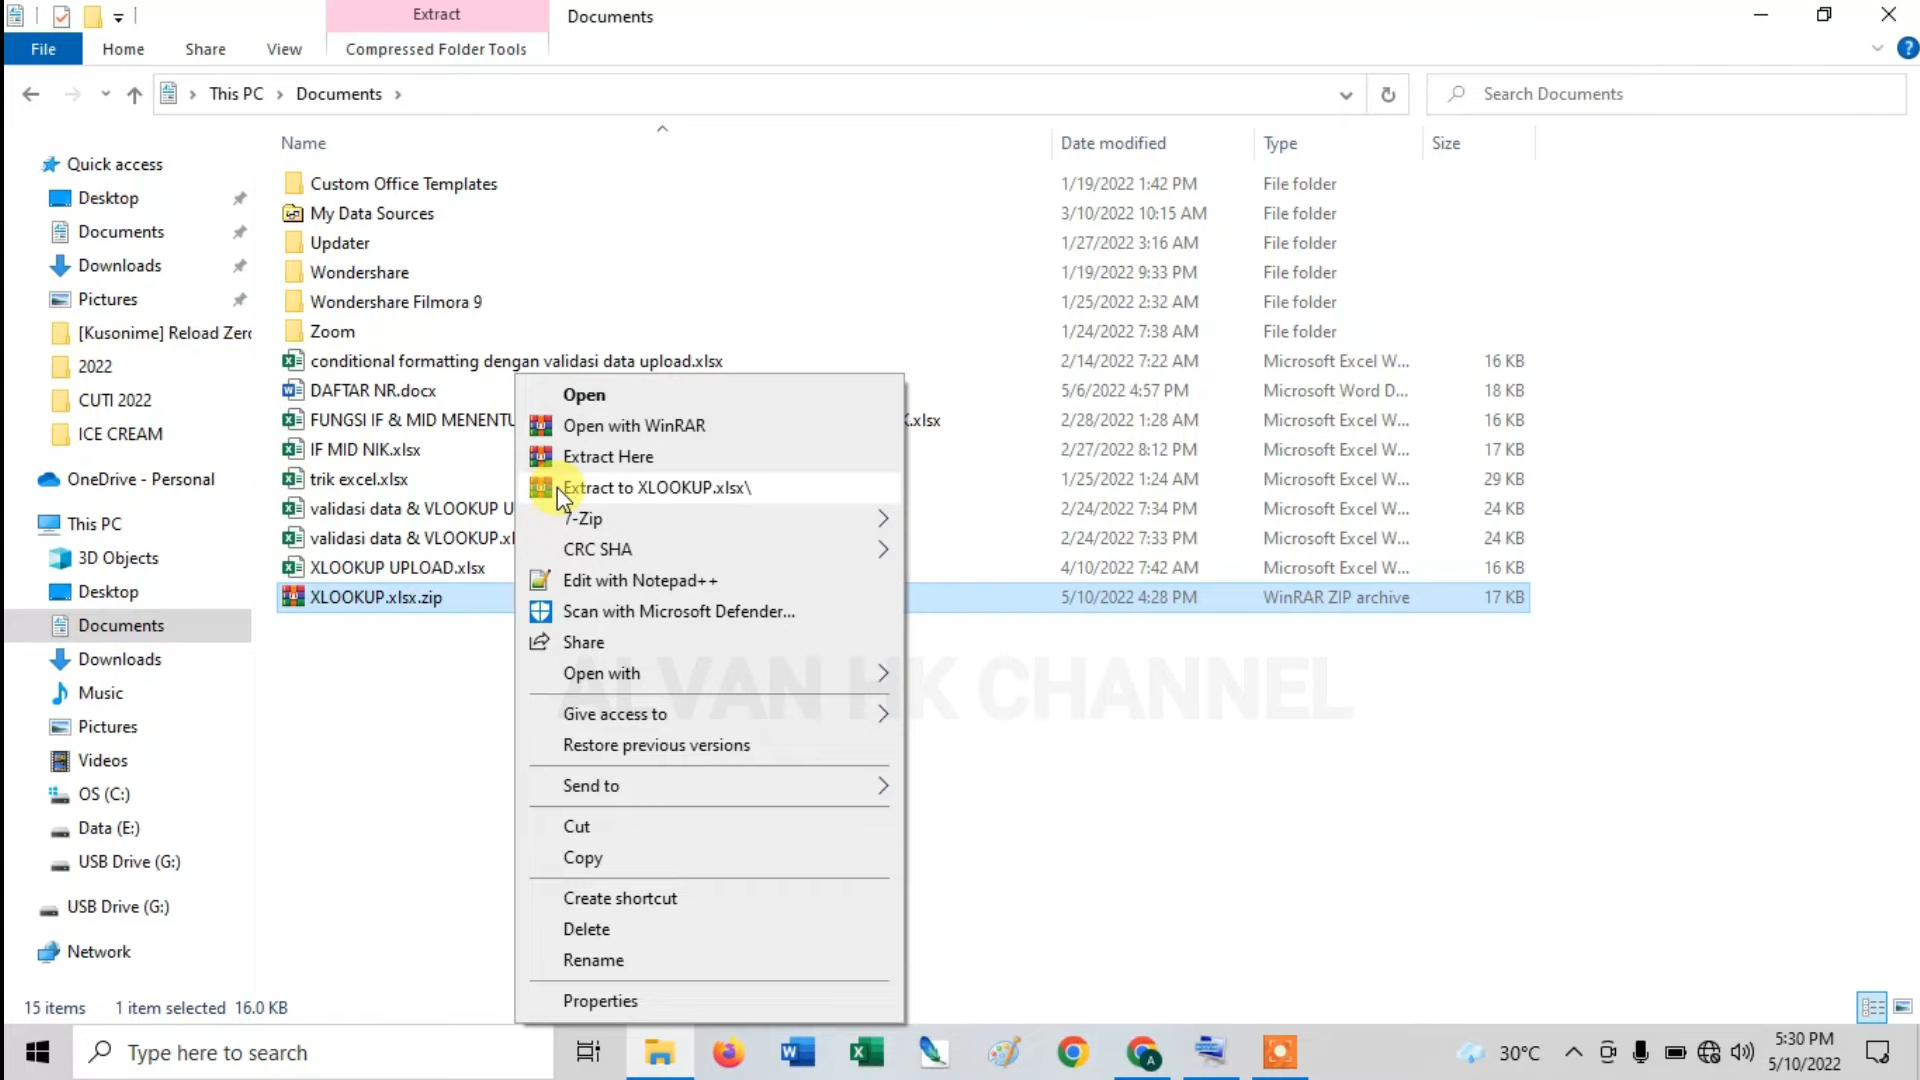 Extract
Documents
File
Home
Share
View
Compressed Folder Tools
This PC
Documents
Search Documents
Name
Date modified
Type
Size
Quick access
Desktop
Documents
Downloads
Pictures
[Kusonime] Reload Zero
2022
CUTI 2022
ICE CREAM
OneDrive - Personal
This PC
3D Objects
Desktop
Documents
Downloads
Music
Pictures
Videos
OS (C:)
Data (E:)
USB Drive (G:)
USB Drive (G:)
Network
Custom Office Templates 1/19/2022 1:42 PM File folder
My Data Sources 3/10/2022 10:15 AM File folder
Updater 1/27/2022 3:16 AM File folder
Wondershare 1/19/2022 9:33 PM File folder
Wondershare Filmora 9 1/25/2022 2:32 AM File folder
Zoom 1/24/2022 7:38 AM File folder
conditional formatting dengan validasi data upload.xlsx 2/14/2022 7:22 AM Microsoft Excel W... 16 KB
DAFTAR NR.docx 5/6/2022 4:57 PM Microsoft Word D... 18 KB
FUNGSI IF & MID MENENTU K.xlsx 2/28/2022 1:28 AM Microsoft Excel W... 16 KB
IF MID NIK.xlsx 2/27/2022 8:12 PM Microsoft Excel W... 17 KB
trik excel.xlsx 1/25/2022 1:24 AM Microsoft Excel W... 29 KB
validasi data & VLOOKUP U 2/24/2022 7:34 PM Microsoft Excel W... 24 KB
validasi data & VLOOKUP.xl 2/24/2022 7:33 PM Microsoft Excel W... 24 KB
XLOOKUP UPLOAD.xlsx 4/10/2022 7:42 AM Microsoft Excel W... 16 KB
XLOOKUP.xlsx.zip 5/10/2022 4:28 PM WinRAR ZIP archive 17 KB
Open
Open with WinRAR
Extract Here
Extract to XLOOKUP.xlsx\
7-Zip
CRC SHA
Edit with Notepad++
Scan with Microsoft Defender...
Share
Open with
Give access to
Restore previous versions
Send to
Cut
Copy
Create shortcut
Delete
Rename
Properties
ALVAN HK CHANNEL
15 items 1 item selected 16.0 KB
Type here to search
30°C
5:30 PM
5/10/2022